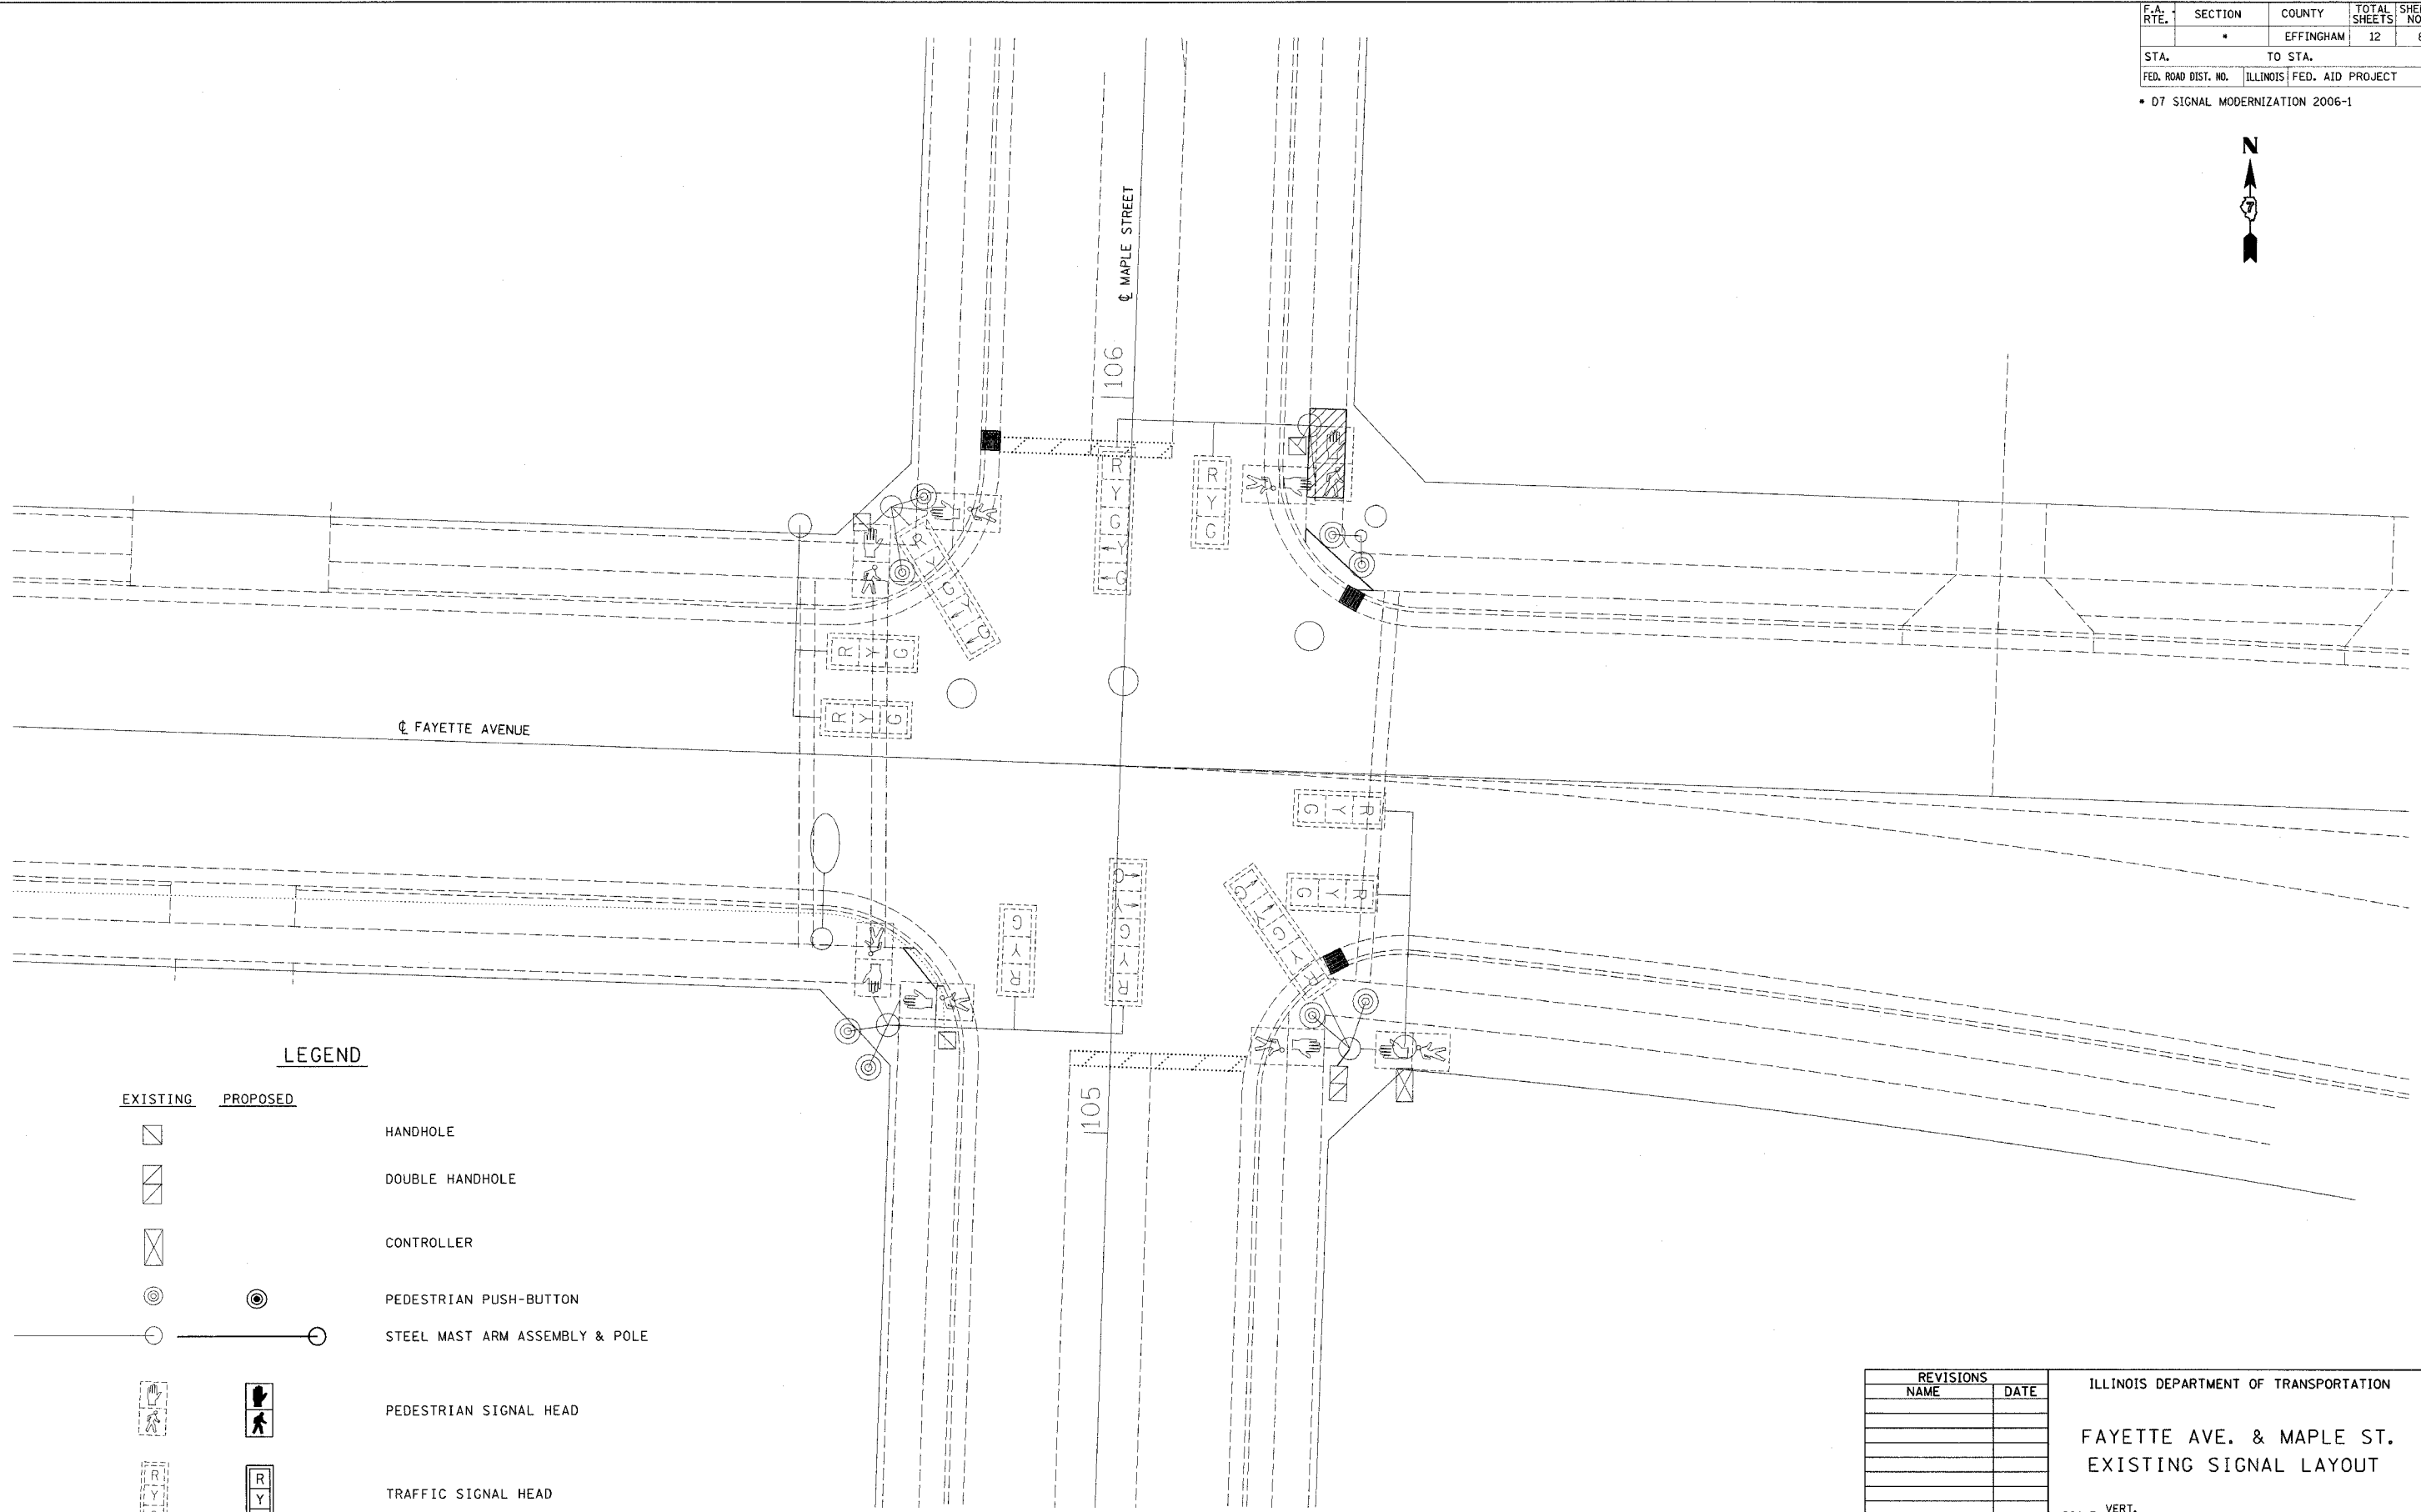 F.A. RTE. SECTION COUNTY TOTAL SHEETS
* EFFINGHAM 12
STA. TO STA.
FED. ROAD DIST. NO. ILLINOIS FED. AID PROJECT
* D7 SIGNAL MODERNIZATION 2006-1
N
7
℄ MAPLE STREET
106
R Y G Y G
R Y G
R Y G Y G
R Y G
R Y G
℄ FAYETTE AVENUE
R Y G
R Y G
R Y G Y G
R Y G
R Y G Y G
105
LEGEND
EXISTING PROPOSED
HANDHOLE
DOUBLE HANDHOLE
CONTROLLER
PEDESTRIAN PUSH-BUTTON
STEEL MAST ARM ASSEMBLY & POLE
PEDESTRIAN SIGNAL HEAD
R Y
R Y
TRAFFIC SIGNAL HEAD
REVISIONS
NAME DATE
ILLINOIS DEPARTMENT OF TRANSPORTATION
FAYETTE AVE. & MAPLE ST.
EXISTING SIGNAL LAYOUT
VERT.